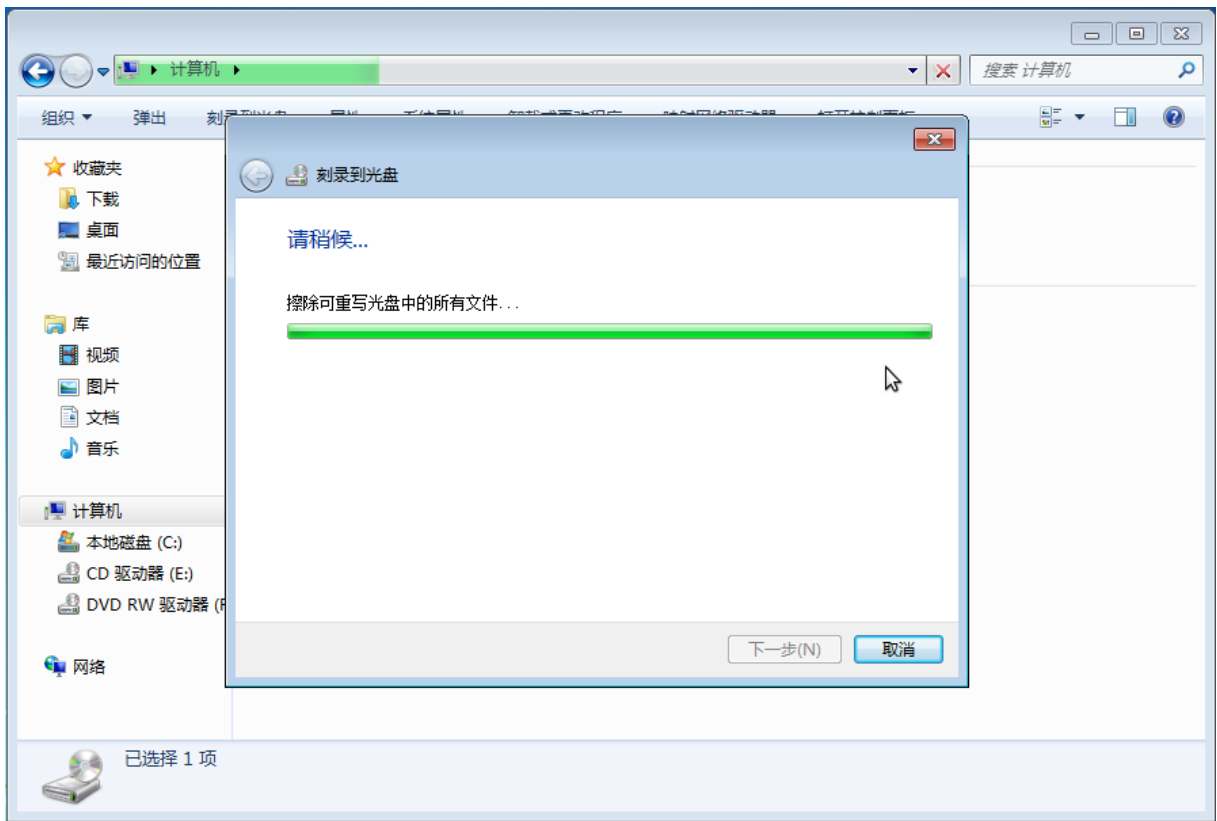 计算机
搜索 计算机
组织 弹出
收藏夹
下载
桌面
最近访问的位置
库
视频
图片
文档
音乐
计算机
本地磁盘 (C:)
CD 驱动器 (E:)
DVD RW 驱动器
网络
刻录到光盘
请稍候...
擦除可重写光盘中的所有文件...
下一步(N) 取消
已选择 1 项